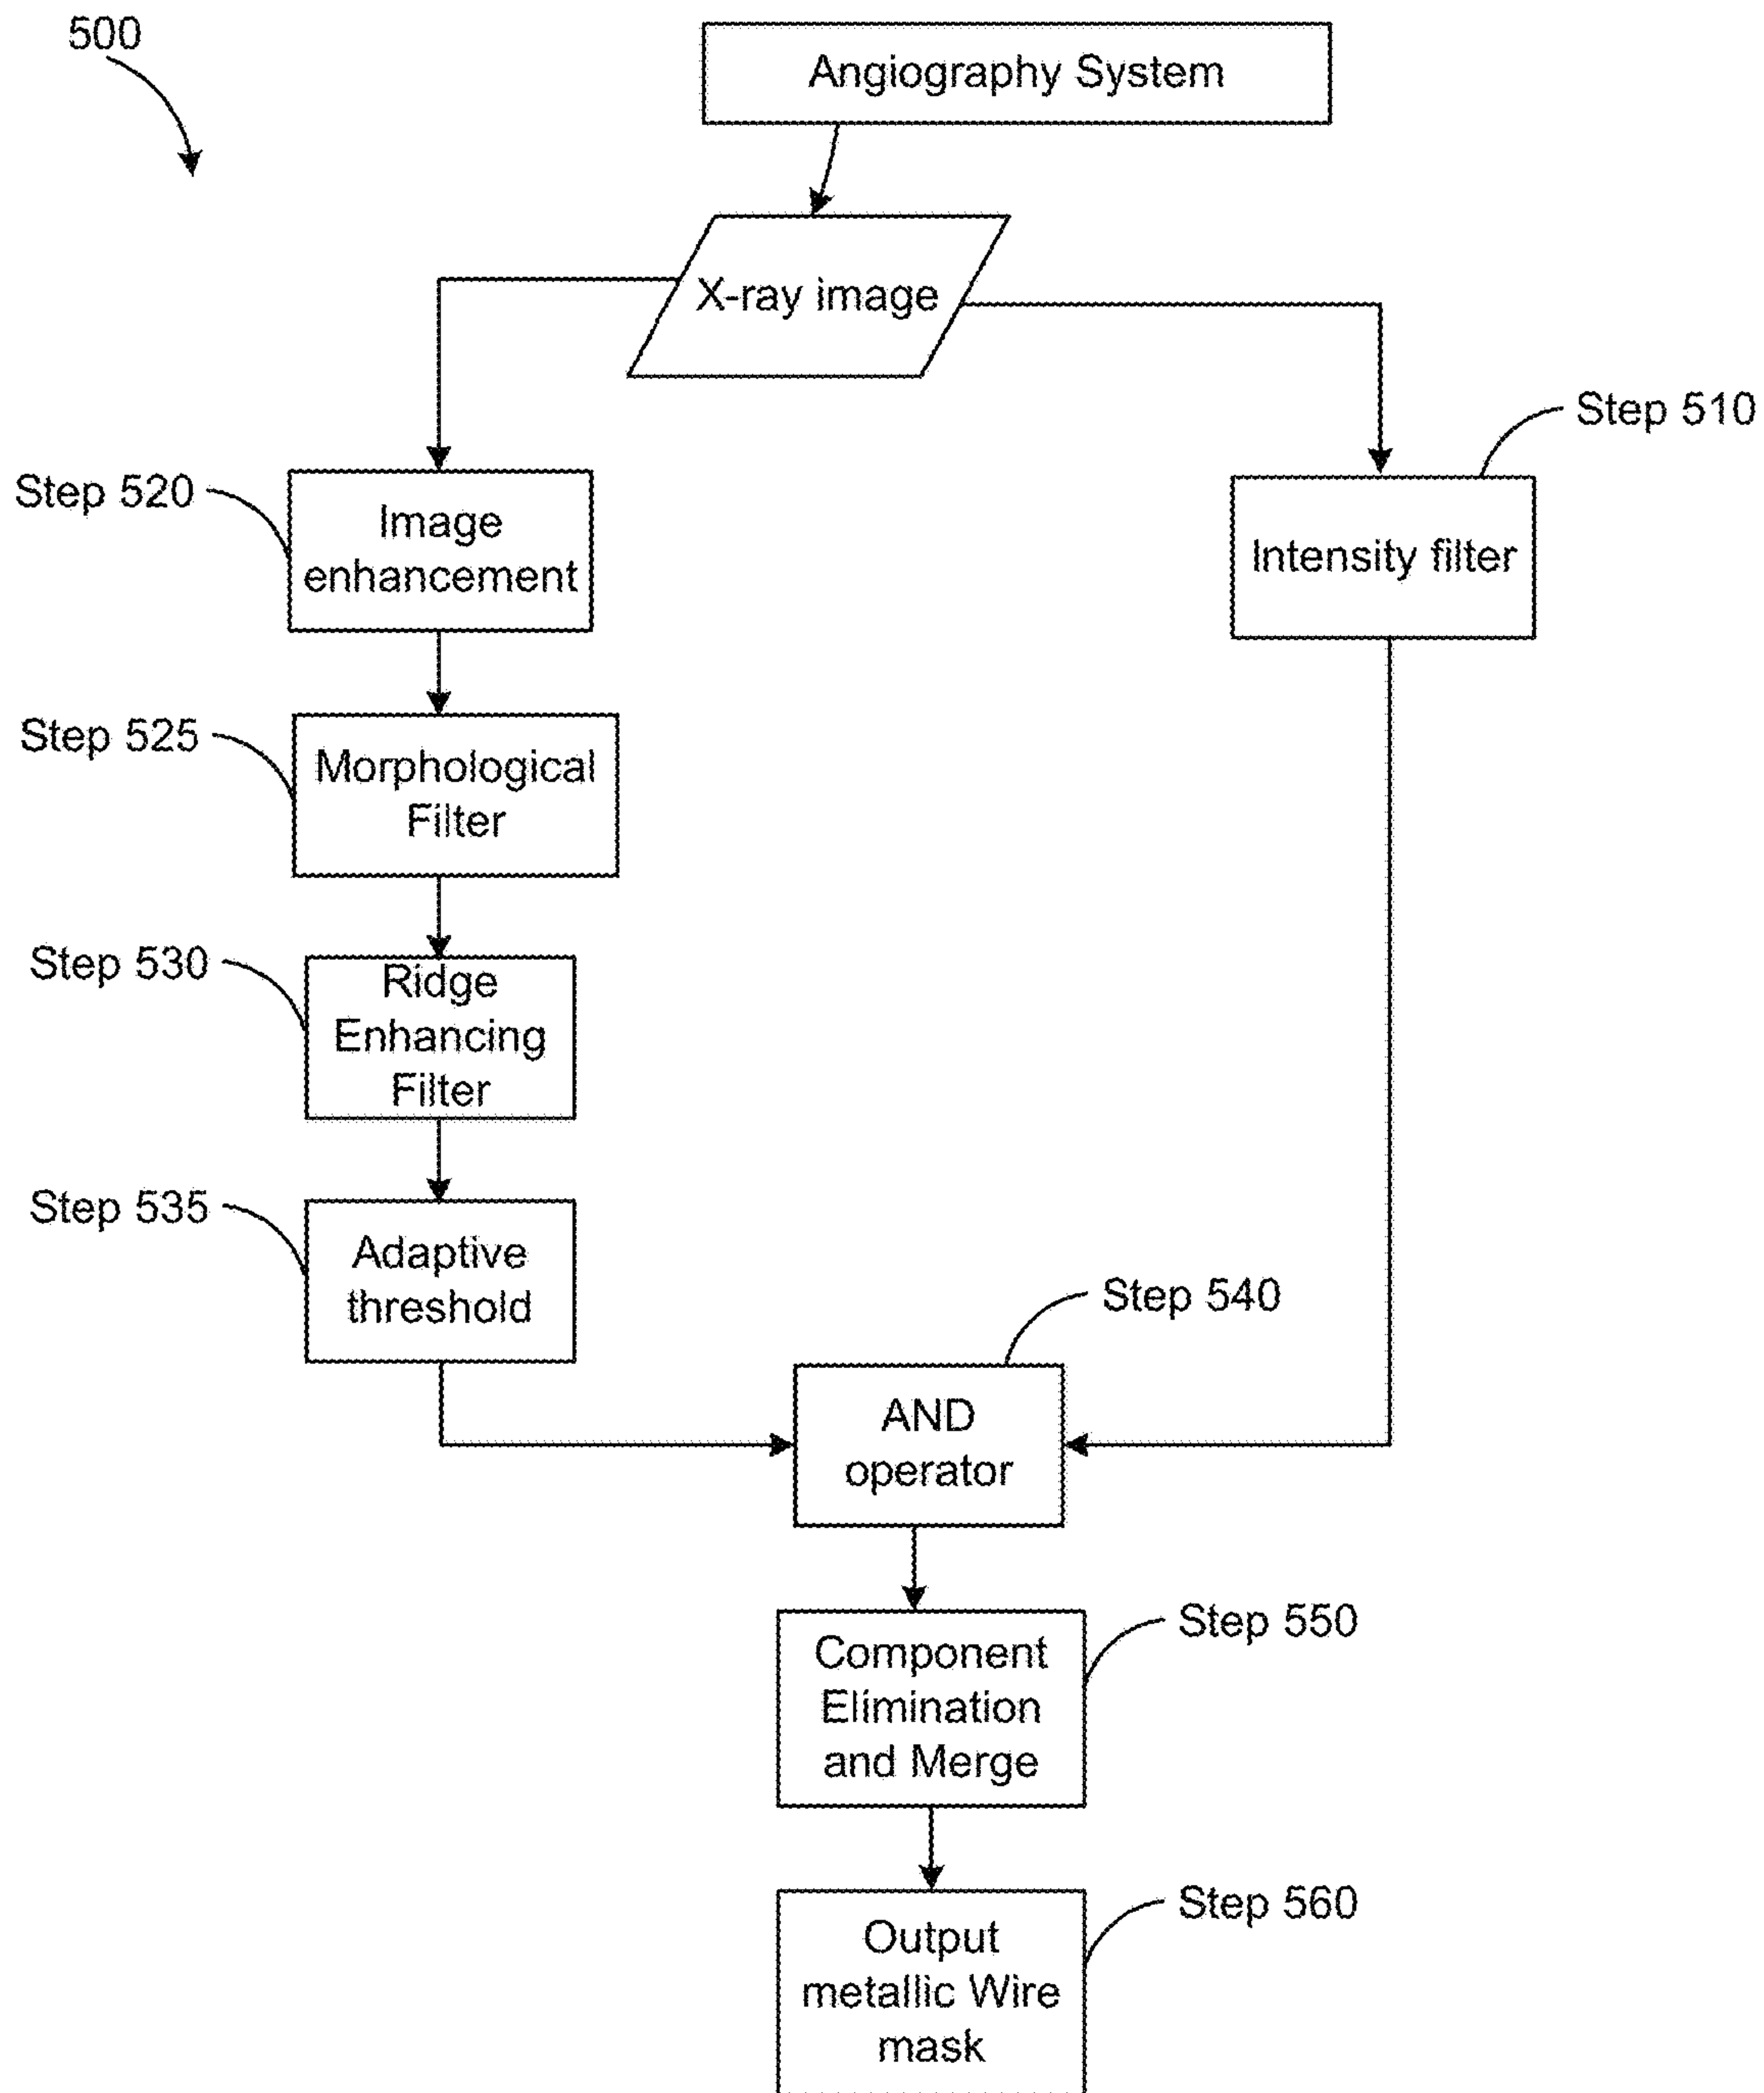 500
Angiography System
X-ray image
Step 510
Step 520
Image
enhancement
Intensity filter
Step 525
Morphological
Filter
Step 530
Ridge
Enhancing
Filter
Step 535
Adaptive
threshold
Step 540
AND
operator
Step 550
Component
Elimination
and Merge
Step 560
Output
metallic Wire
mask